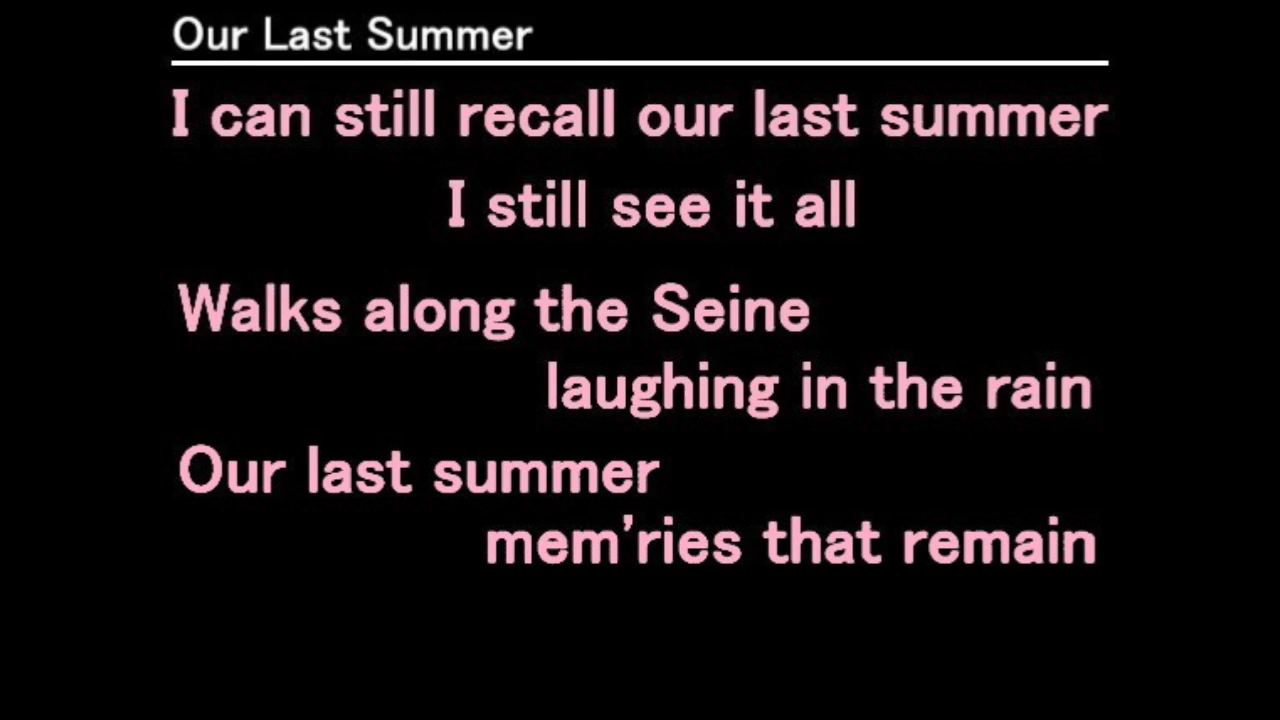 Our Last Summer
I can still recall our last summer
I still see it all
Walks along the Seine
laughing in the rain
Our last summer
mem'ries that remain